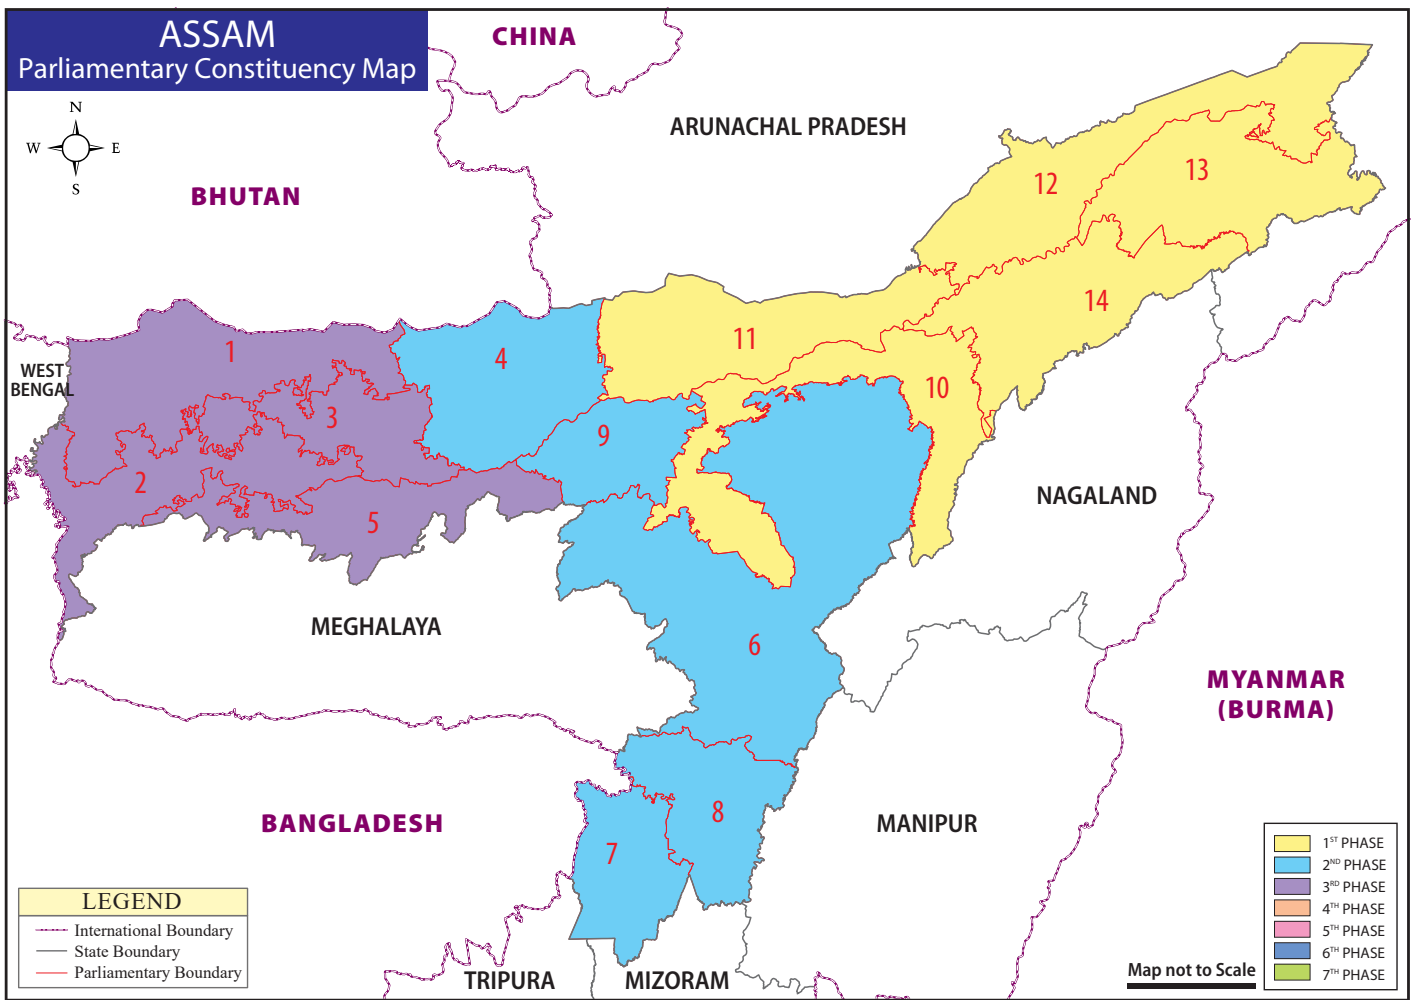 ASSAM
Parliamentary Constituency Map
CHINA
N
W E
S
ARUNACHAL PRADESH
BHUTAN
12
13
14
11
1
4
WEST
BENGAL
3
10
9
2
5
NAGALAND
MEGHALAYA
6
MYANMAR
(BURMA)
BANGLADESH
8
MANIPUR
7
LEGEND
International Boundary
State Boundary
Parliamentary Boundary
TRIPURA
MIZORAM
Map not to Scale
1ST PHASE
2ND PHASE
3RD PHASE
4TH PHASE
5TH PHASE
6TH PHASE
7TH PHASE